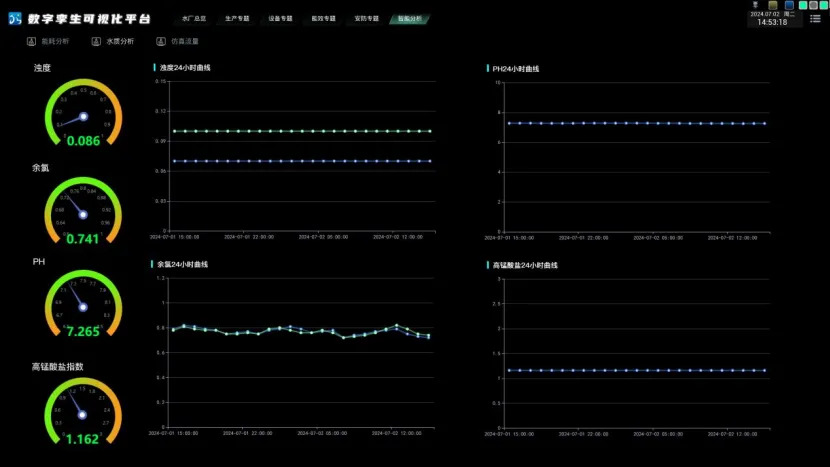 数字孪生可视化平台
水厂总览 生产专题 设备专题 能效专题 安防专题 智能分析
2024.07.02 周二
14:53:18
能耗分析 水质分析 仿真流量
浊度
0.086
余氯
0.741
PH
7.265
高锰酸盐指数
1.162
浊度24小时曲线
0.15
0.12
0.09
0.06
0.03
0
2024-07-01 15:00:00 2024-07-01 22:00:00 2024-07-02 05:00:00 2024-07-02 12:00:00
PH24小时曲线
10
8
6
4
2
0
2024-07-01 15:00:00 2024-07-01 22:00:00 2024-07-02 05:00:00 2024-07-02 12:00:00
余氯24小时曲线
1.2
1
0.8
0.6
0.4
0.2
0
2024-07-01 15:00:00 2024-07-01 22:00:00 2024-07-02 05:00:00 2024-07-02 12:00:00
高锰酸盐24小时曲线
3
2.5
2
1.5
1
0.5
0
2024-07-01 15:00:00 2024-07-01 22:00:00 2024-07-02 05:00:00 2024-07-02 12:00:00